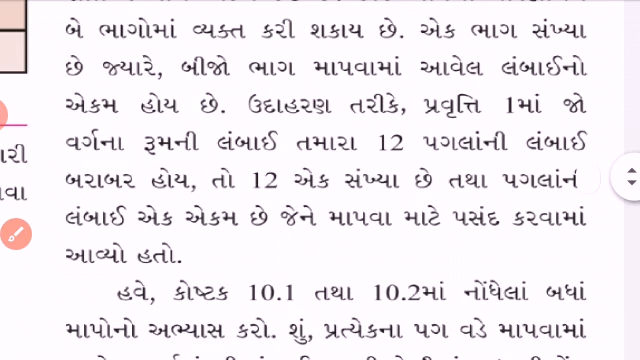 બે ભાગોમાં વ્યક્ત કરી શકાય છે. એક ભાગ સંખ્યા
છે જ્યારે, બીજો ભાગ માપવામાં આવેલ લંબાઈનો
એકમ હોય છે. ઉદાહરણ તરીકે, પ્રવૃત્તિ 1માં જો
વર્ગના રૂમની લંબાઈ તમારા 12 પગલાંની લંબાઈ
બરાબર હોય, તો 12 એક સંખ્યા છે તથા
લંબાઈ એક એકમ છે જેને માપવા માટે પસંદ કરવામાં
આવ્યો હતો.
હવે, કોષ્ટક 10.1 તથા 10.2માં નોંધેલાં બધાં
માપોનો અભ્યાસ કરો. શું, પ્રત્યેકના પગ વડે માપવામાં